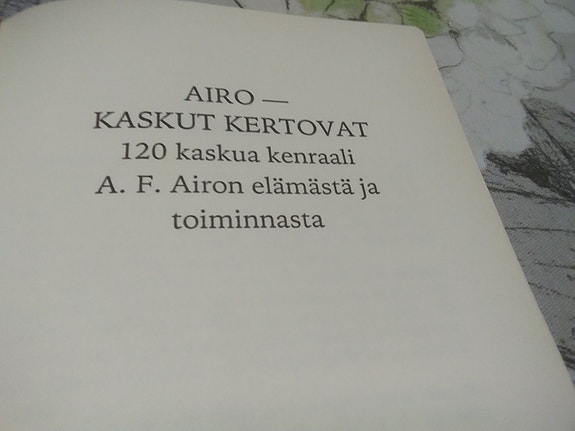 AIRO —
KASKUT KERTOVAT
120 kaskua kenraali
A. F. Airon elämästä ja
toiminnasta